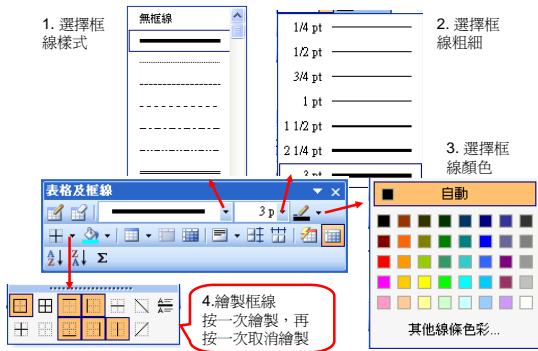 1. 選擇框
線樣式
無框線
1/4 pt
1/2 pt
3/4 pt
1 pt
1 1/2 pt
2 1/4 pt
3 pt
2. 選擇框
線粗細
3. 選擇框
線顏色
表格及框線
3 p
自動
其他線條色彩...
4.繪製框線
按一次繪製，再
按一次取消繪製